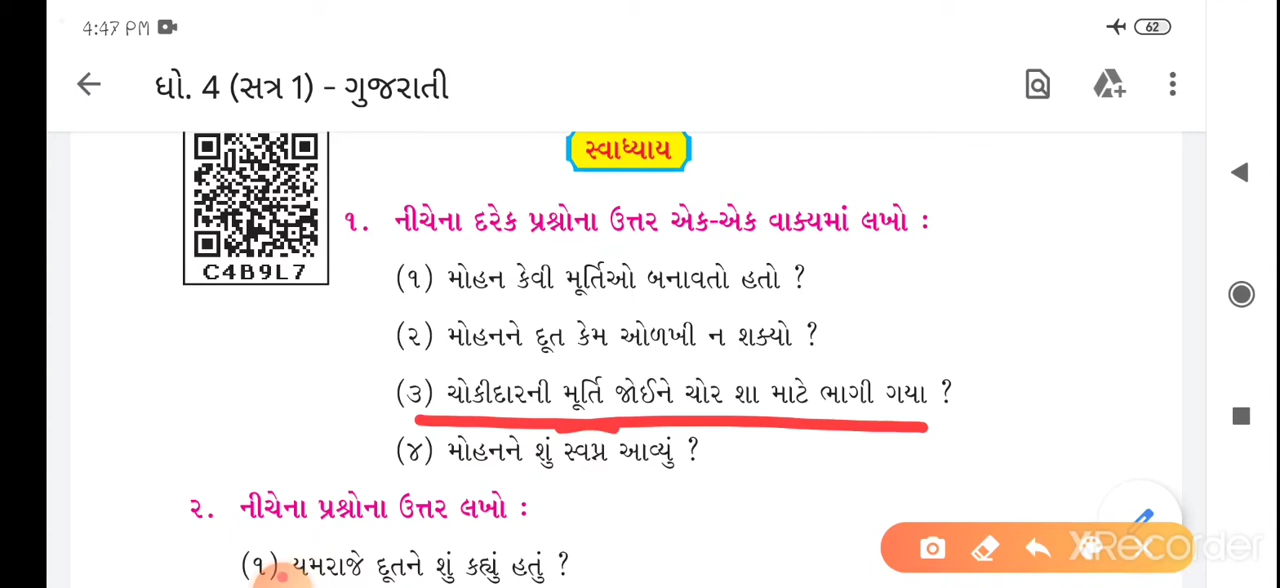 4:47 PM
62
ધો. 4 (સત્ર 1) - ગુજરાતી
સ્વાધ્યાય
C4B9L7
૧. નીચેના દરેક પ્રશ્નોના ઉત્તર એક-એક વાક્યમાં લખો :
(૧) મોહન કેવી મૂર્તિઓ બનાવતો હતો ?
(૨) મોહનને દૂત કેમ ઓળખી ન શક્યો ?
(૩) ચોકીદારની મૂર્તિ જોઈને ચોર શા માટે ભાગી ગયા ?
(૪) મોહનને શું સ્વપ્ન આવ્યું ?
૨. નીચેના પ્રશ્નોના ઉત્તર લખો :
(૧) યમરાજે દૂતને શું કહ્યું હતું ?
XRecorder